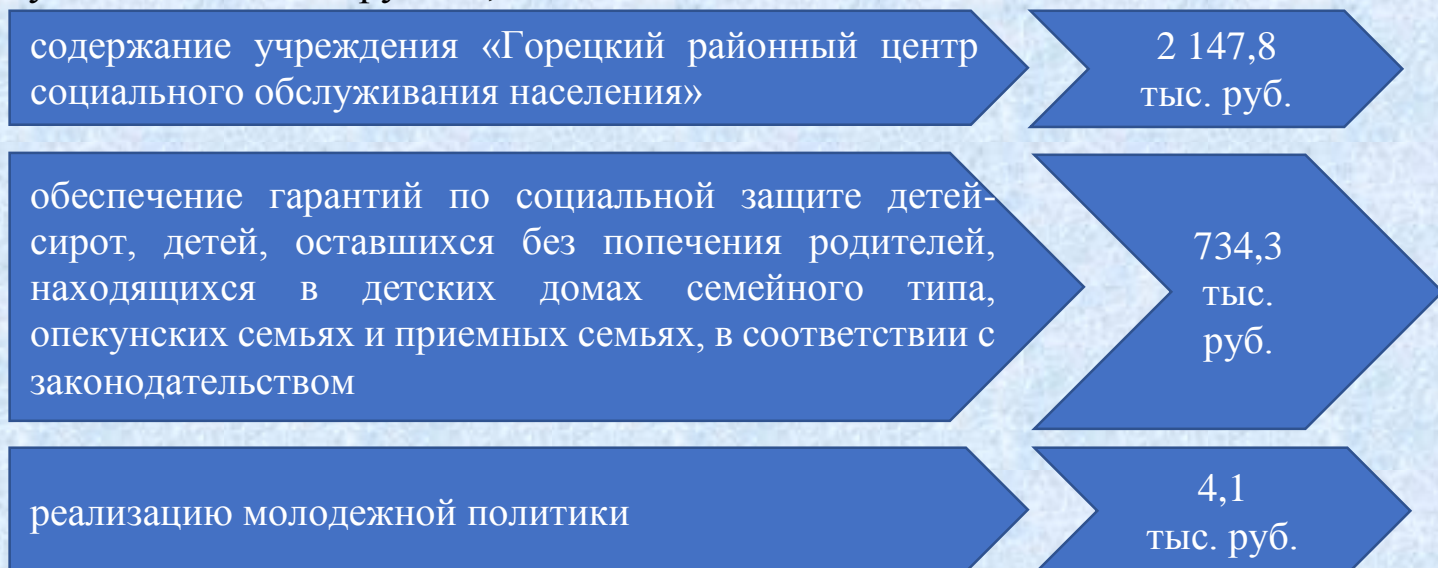 содержание учреждения «Горецкий районный центр
социального обслуживания населения»
2 147,8
тыс. руб.
обеспечение гарантий по социальной защите детей-
сирот, детей, оставшихся без попечения родителей,
находящихся в детских домах семейного типа,
опекунских семьях и приемных семьях, в соответствии с
законодательством
734,3
тыс.
руб.
реализацию молодежной политики
4,1
тыс. руб.